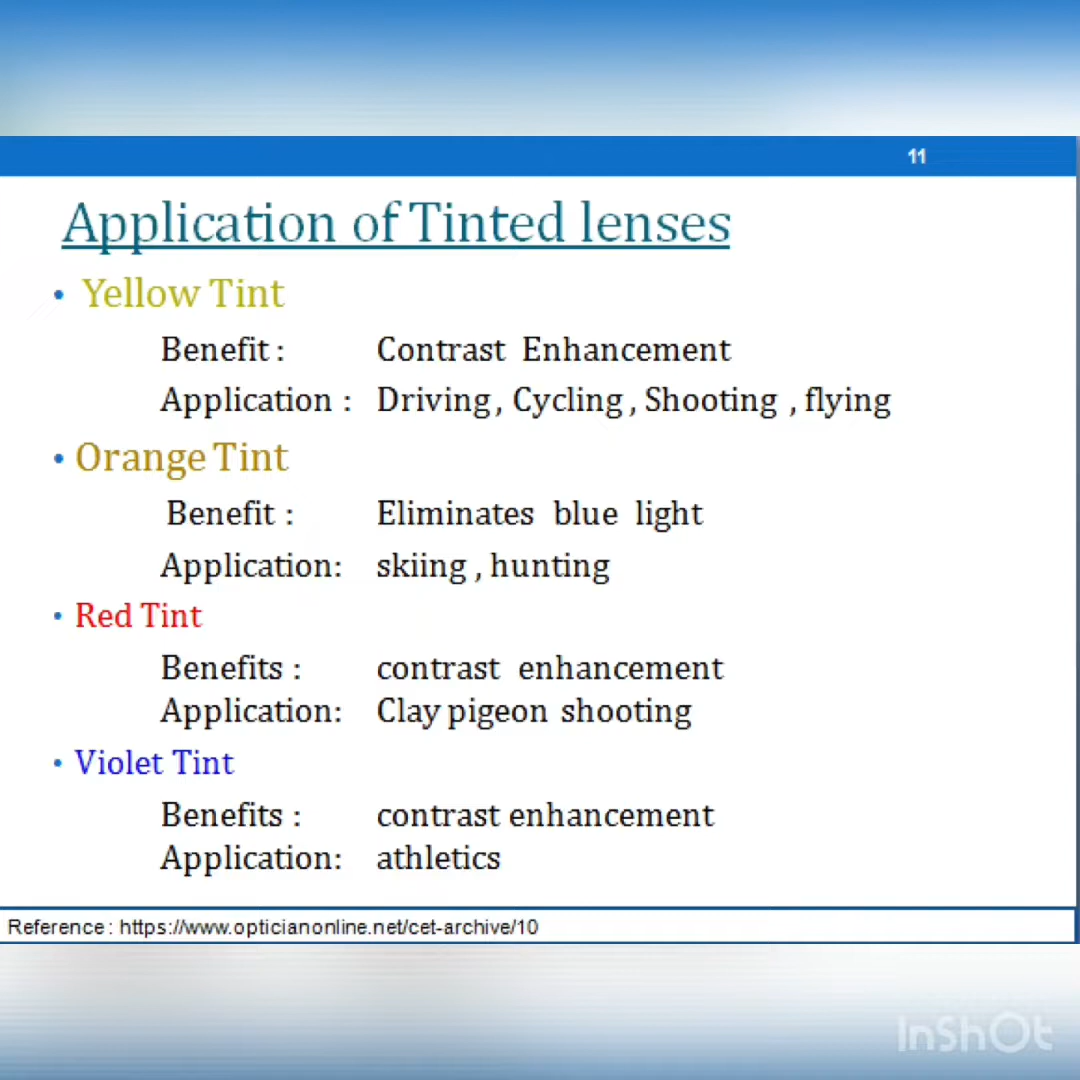 11
Application of Tinted lenses
• Yellow Tint
Benefit : Contrast Enhancement
Application : Driving , Cycling , Shooting , flying
• Orange Tint
Benefit : Eliminates blue light
Application: skiing , hunting
• Red Tint
Benefits : contrast enhancement
Application: Clay pigeon shooting
• Violet Tint
Benefits : contrast enhancement
Application: athletics
Reference : https://www.opticianonline.net/cet-archive/10
InShOt